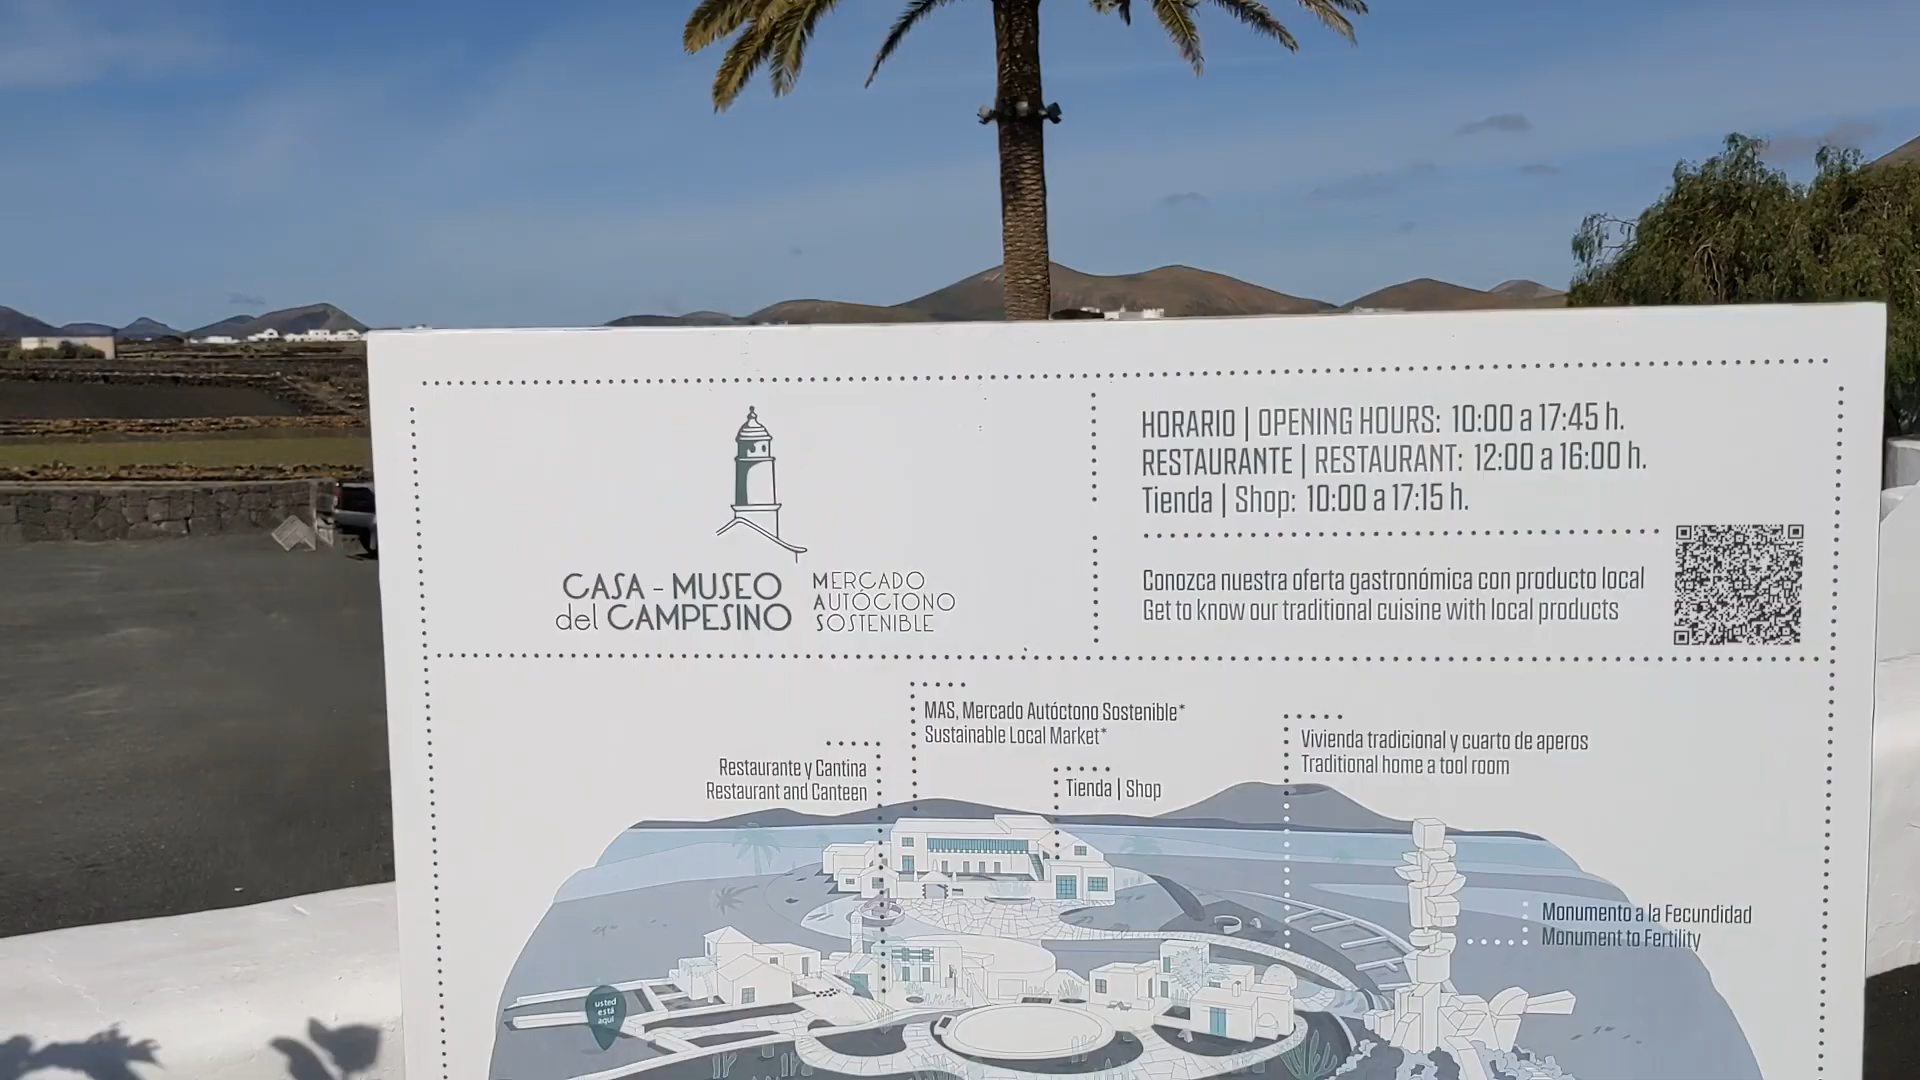 HORARIO | OPENING HOURS: 10:00 a 17:45 h.
RESTAURANTE | RESTAURANT: 12:00 a 16:00 h.
Tienda | Shop: 10:00 a 17:15 h.
Conozca nuestra oferta gastronómica con producto local
Get to know our traditional cuisine with local products
CASA - MUSEO
del CAMPESINO
MERCADO
AUTÓCTONO
SOSTENIBLE
MAS, Mercado Autóctono Sostenible*
Sustainable Local Market*
Restaurante y Cantina
Restaurant and Canteen
Tienda | Shop
Vivienda tradicional y cuarto de aperos
Traditional home a tool room
Monumento a la Fecundidad
Monument to Fertility
usted
está
aquí